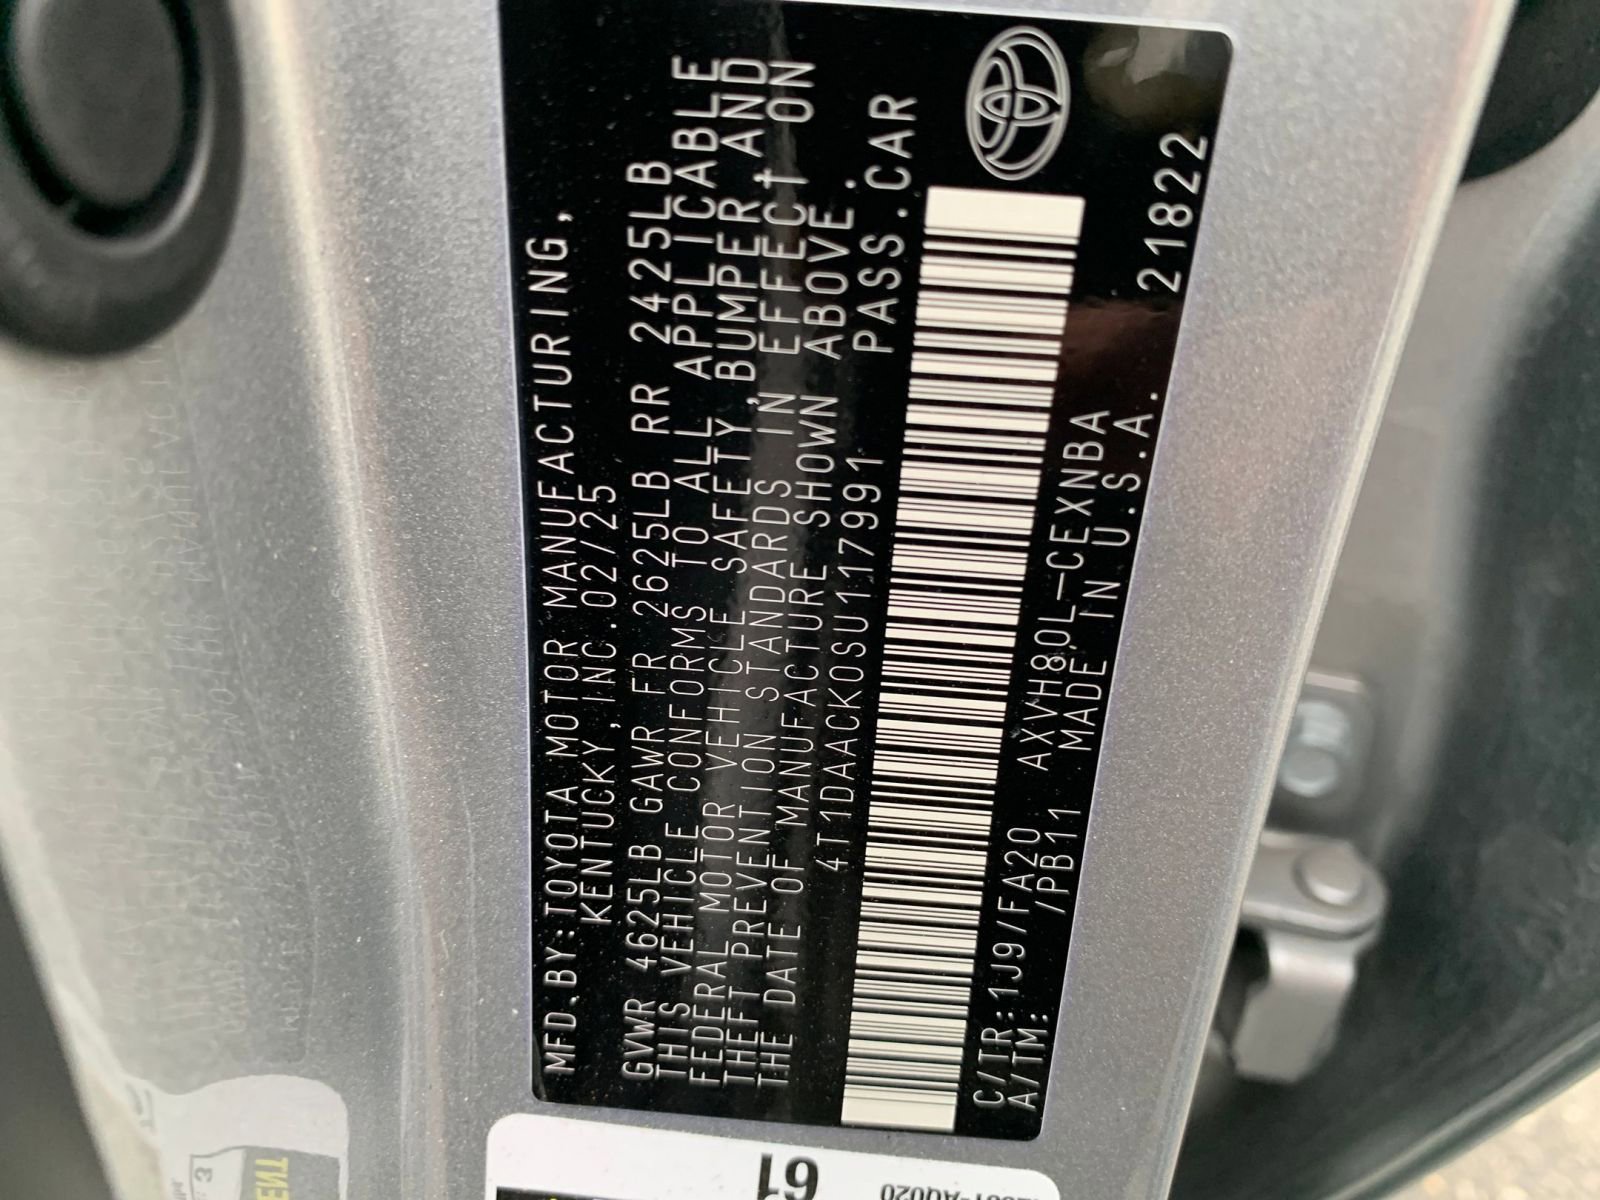 MFD.BY:TOYOTA MOTOR MANUFACTURING,
KENTUCKY,INC.02/25
GVWR 4625LB GAWR FR 2625LB RR 2425LB
THIS VEHICLE CONFORMS TO ALL APPLICABLE
FEDERAL MOTOR VEHICLE SAFETY, BUMPER, AND
THEFT PREVENTION STANDARDS IN EFFECT ON
THE DATE OF MANUFACTURE SHOWN ABOVE.
4T1DAACK0SU117991 PASS.CAR
C/TR:1J9/FA20 AXVH80L-CEXNBA
A/TM: /PB11 MADE IN U.S.A. 21822
61